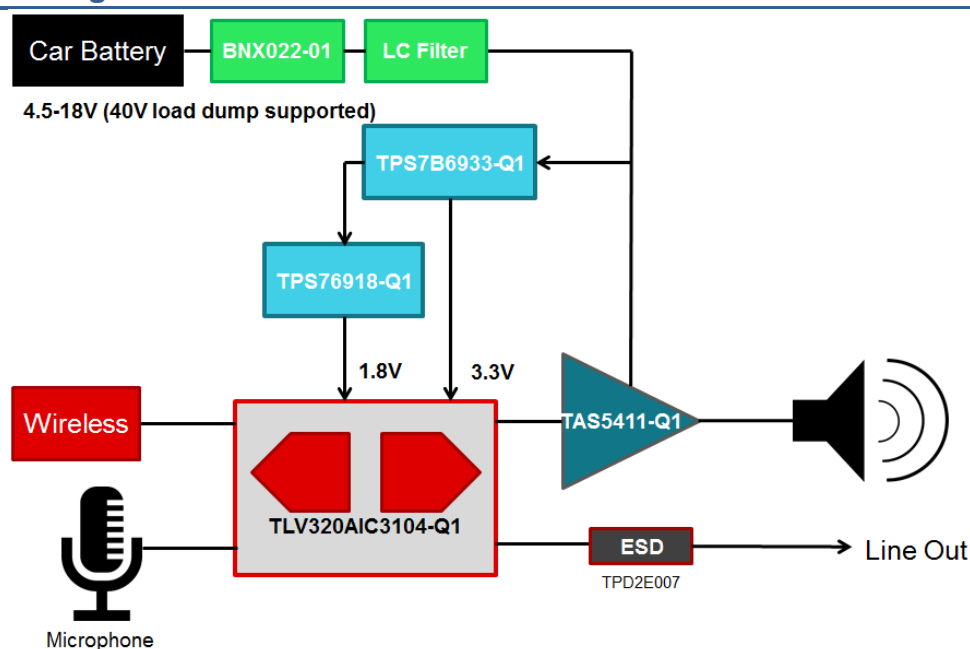 Car Battery
BNX022-01
LC Filter
4.5-18V (40V load dump supported)
TPS7B6933-Q1
TPS76918-Q1
1.8V
3.3V
Wireless
TAS5411-Q1
TLV320AIC3104-Q1
ESD
Line Out
TPD2E007
Microphone